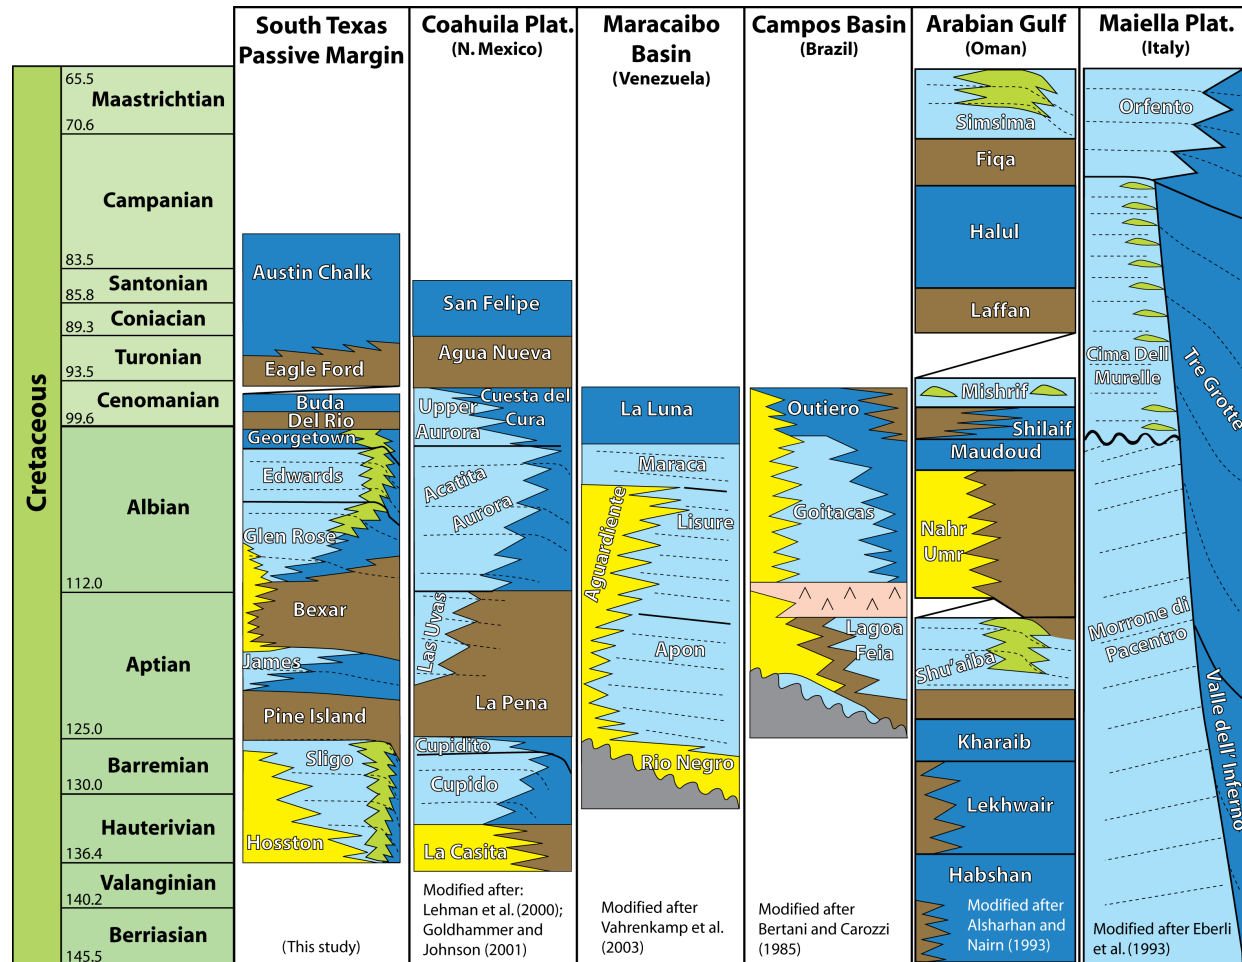 South Texas
Passive Margin
Coahuila Plat.
(N. Mexico)
Maracaibo
Basin
(Venezuela)
Campos Basin
(Brazil)
Arabian Gulf
(Oman)
Maiella Plat.
(Italy)
Cretaceous
65.5
Maastrichtian
70.6
Campanian
83.5
Santonian
85.8
Coniacian
89.3
Turonian
93.5
Cenomanian
99.6
Albian
112.0
Aptian
125.0
Barremian
130.0
Hauterivian
136.4
Valanginian
140.2
Berriasian
145.5
Austin Chalk
Eagle Ford
Buda
Del Rio
Georgetown
Edwards
Glen Rose
Bexar
James
Pine Island
Sligo
Hosston
(This study)
San Felipe
Agua Nueva
Cuesta del
Cura
Upper
Aurora
Acatita
Aurora
Las Uvas
La Pena
Cupidito
Cupido
La Casita
Modified after:
Lehman et al. (2000);
Goldhammer and
Johnson (2001)
La Luna
Maraca
Aguardiente
Lisure
Apon
Rio Negro
Modified after
Vahrenkamp et al.
(2003)
Outiero
Goitacas
Lagoa
Feia
Modified after
Bertani and Carozzi
(1985)
Simsima
Fiqa
Halul
Laffan
Mishrif
Shilaif
Maudoud
Nahr
Umr
Shu'aiba
Kharaib
Lekhwair
Habshan
Modified after
Alsharhan and
Nairn (1993)
Orfento
Cima Dell
Murelle
Tre Grotte
Morrone di
Pacentro
Valle dell' Inferno
Modified after Eberli
et al. (1993)